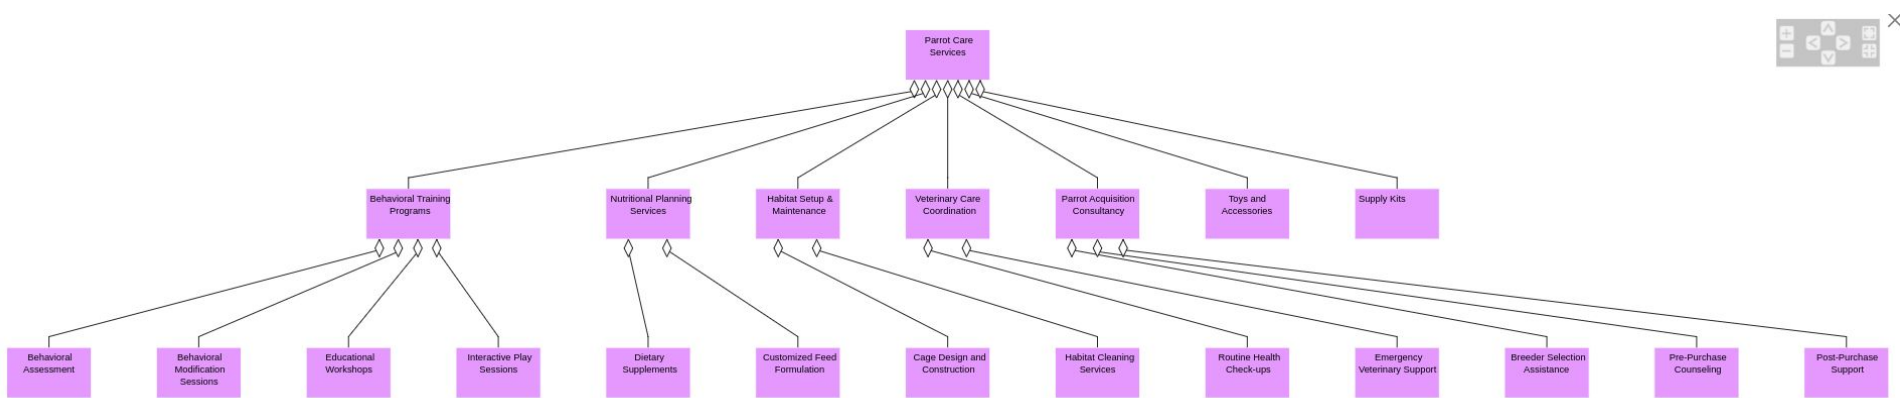 Parrot Care
Services
Behavioral Training
Programs
Nutritional Planning
Services
Habitat Setup &
Maintenance
Veterinary Care
Coordination
Parrot Acquisition
Consultancy
Toys and
Accessories
Supply Kits
Behavioral
Assessment
Behavioral
Modification
Sessions
Educational
Workshops
Interactive Play
Sessions
Dietary
Supplements
Customized Feed
Formulation
Cage Design and
Construction
Habitat Cleaning
Services
Routine Health
Check-ups
Emergency
Veterinary Support
Breeder Selection
Assistance
Pre-Purchase
Counseling
Post-Purchase
Support